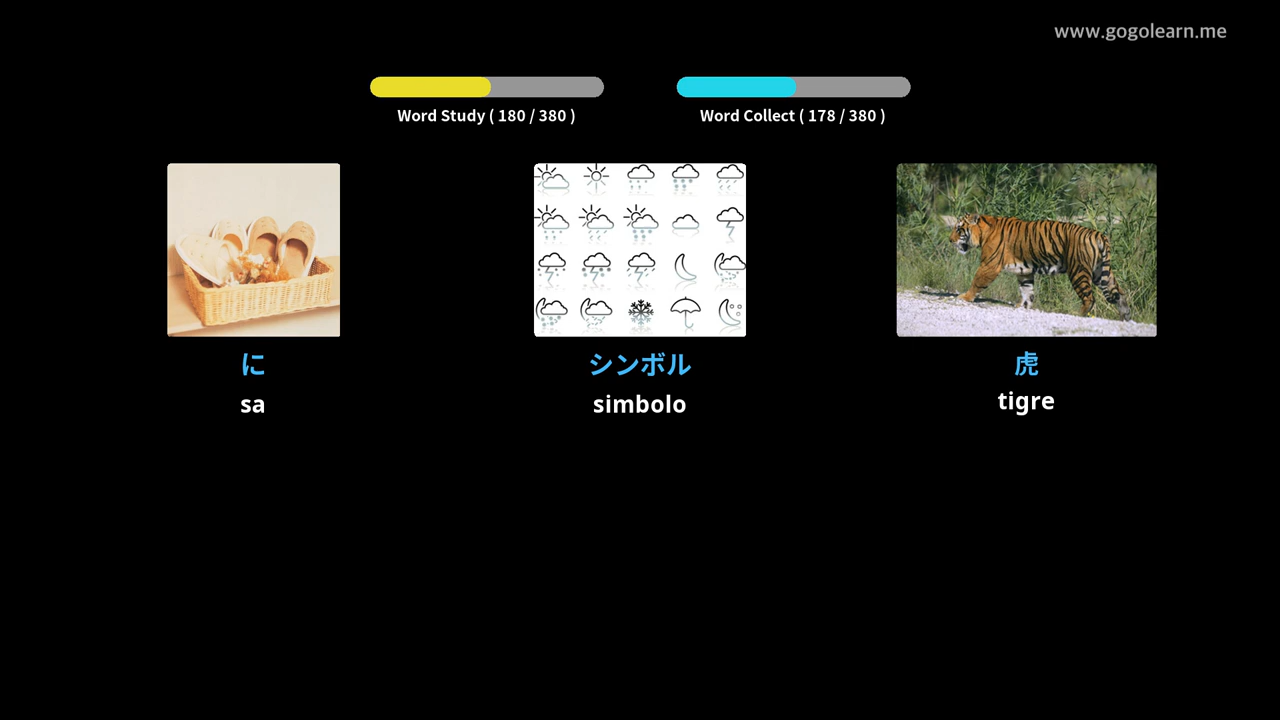 www.gogolearn.me
Word Study ( 180 / 380 )
Word Collect ( 178 / 380 )
に
sa
シンボル
simbolo
虎
tigre